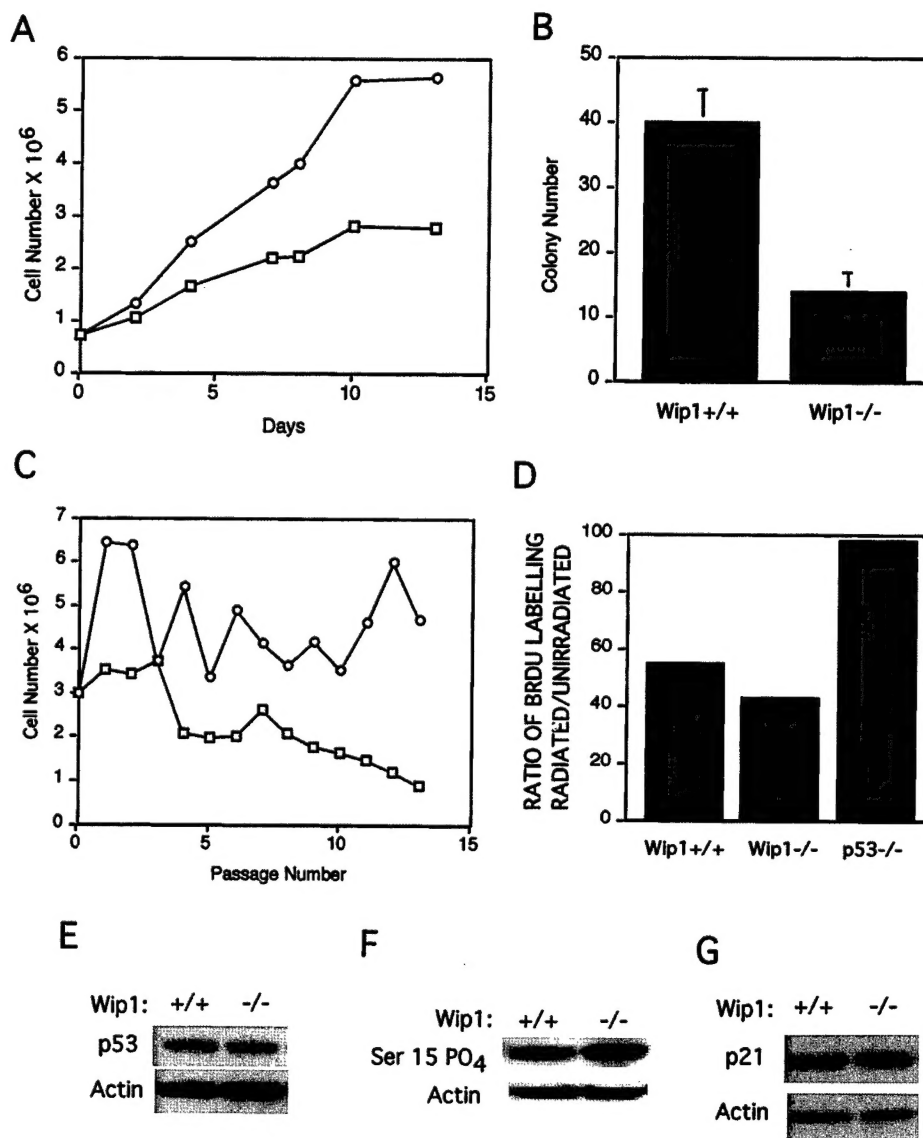 A
Cell Number X 10^6
6
5
4
3
2
1
0
0 5 10 15
Days
B
Colony Number
50
40
30
20
10
0
Wip1+/+ Wip1-/-
C
Cell Number X 10^6
7
6
5
4
3
2
1
0
0 5 10 15
Passage Number
D
RATIO OF BRDU LABELLING
RADIATED/UNIRRADIATED
100
80
60
40
20
0
Wip1+/+ Wip1-/- p53-/-
E
Wip1: +/+ -/-
p53
Actin
F
Wip1: +/+ -/-
Ser 15 PO4
Actin
G
Wip1: +/+ -/-
p21
Actin